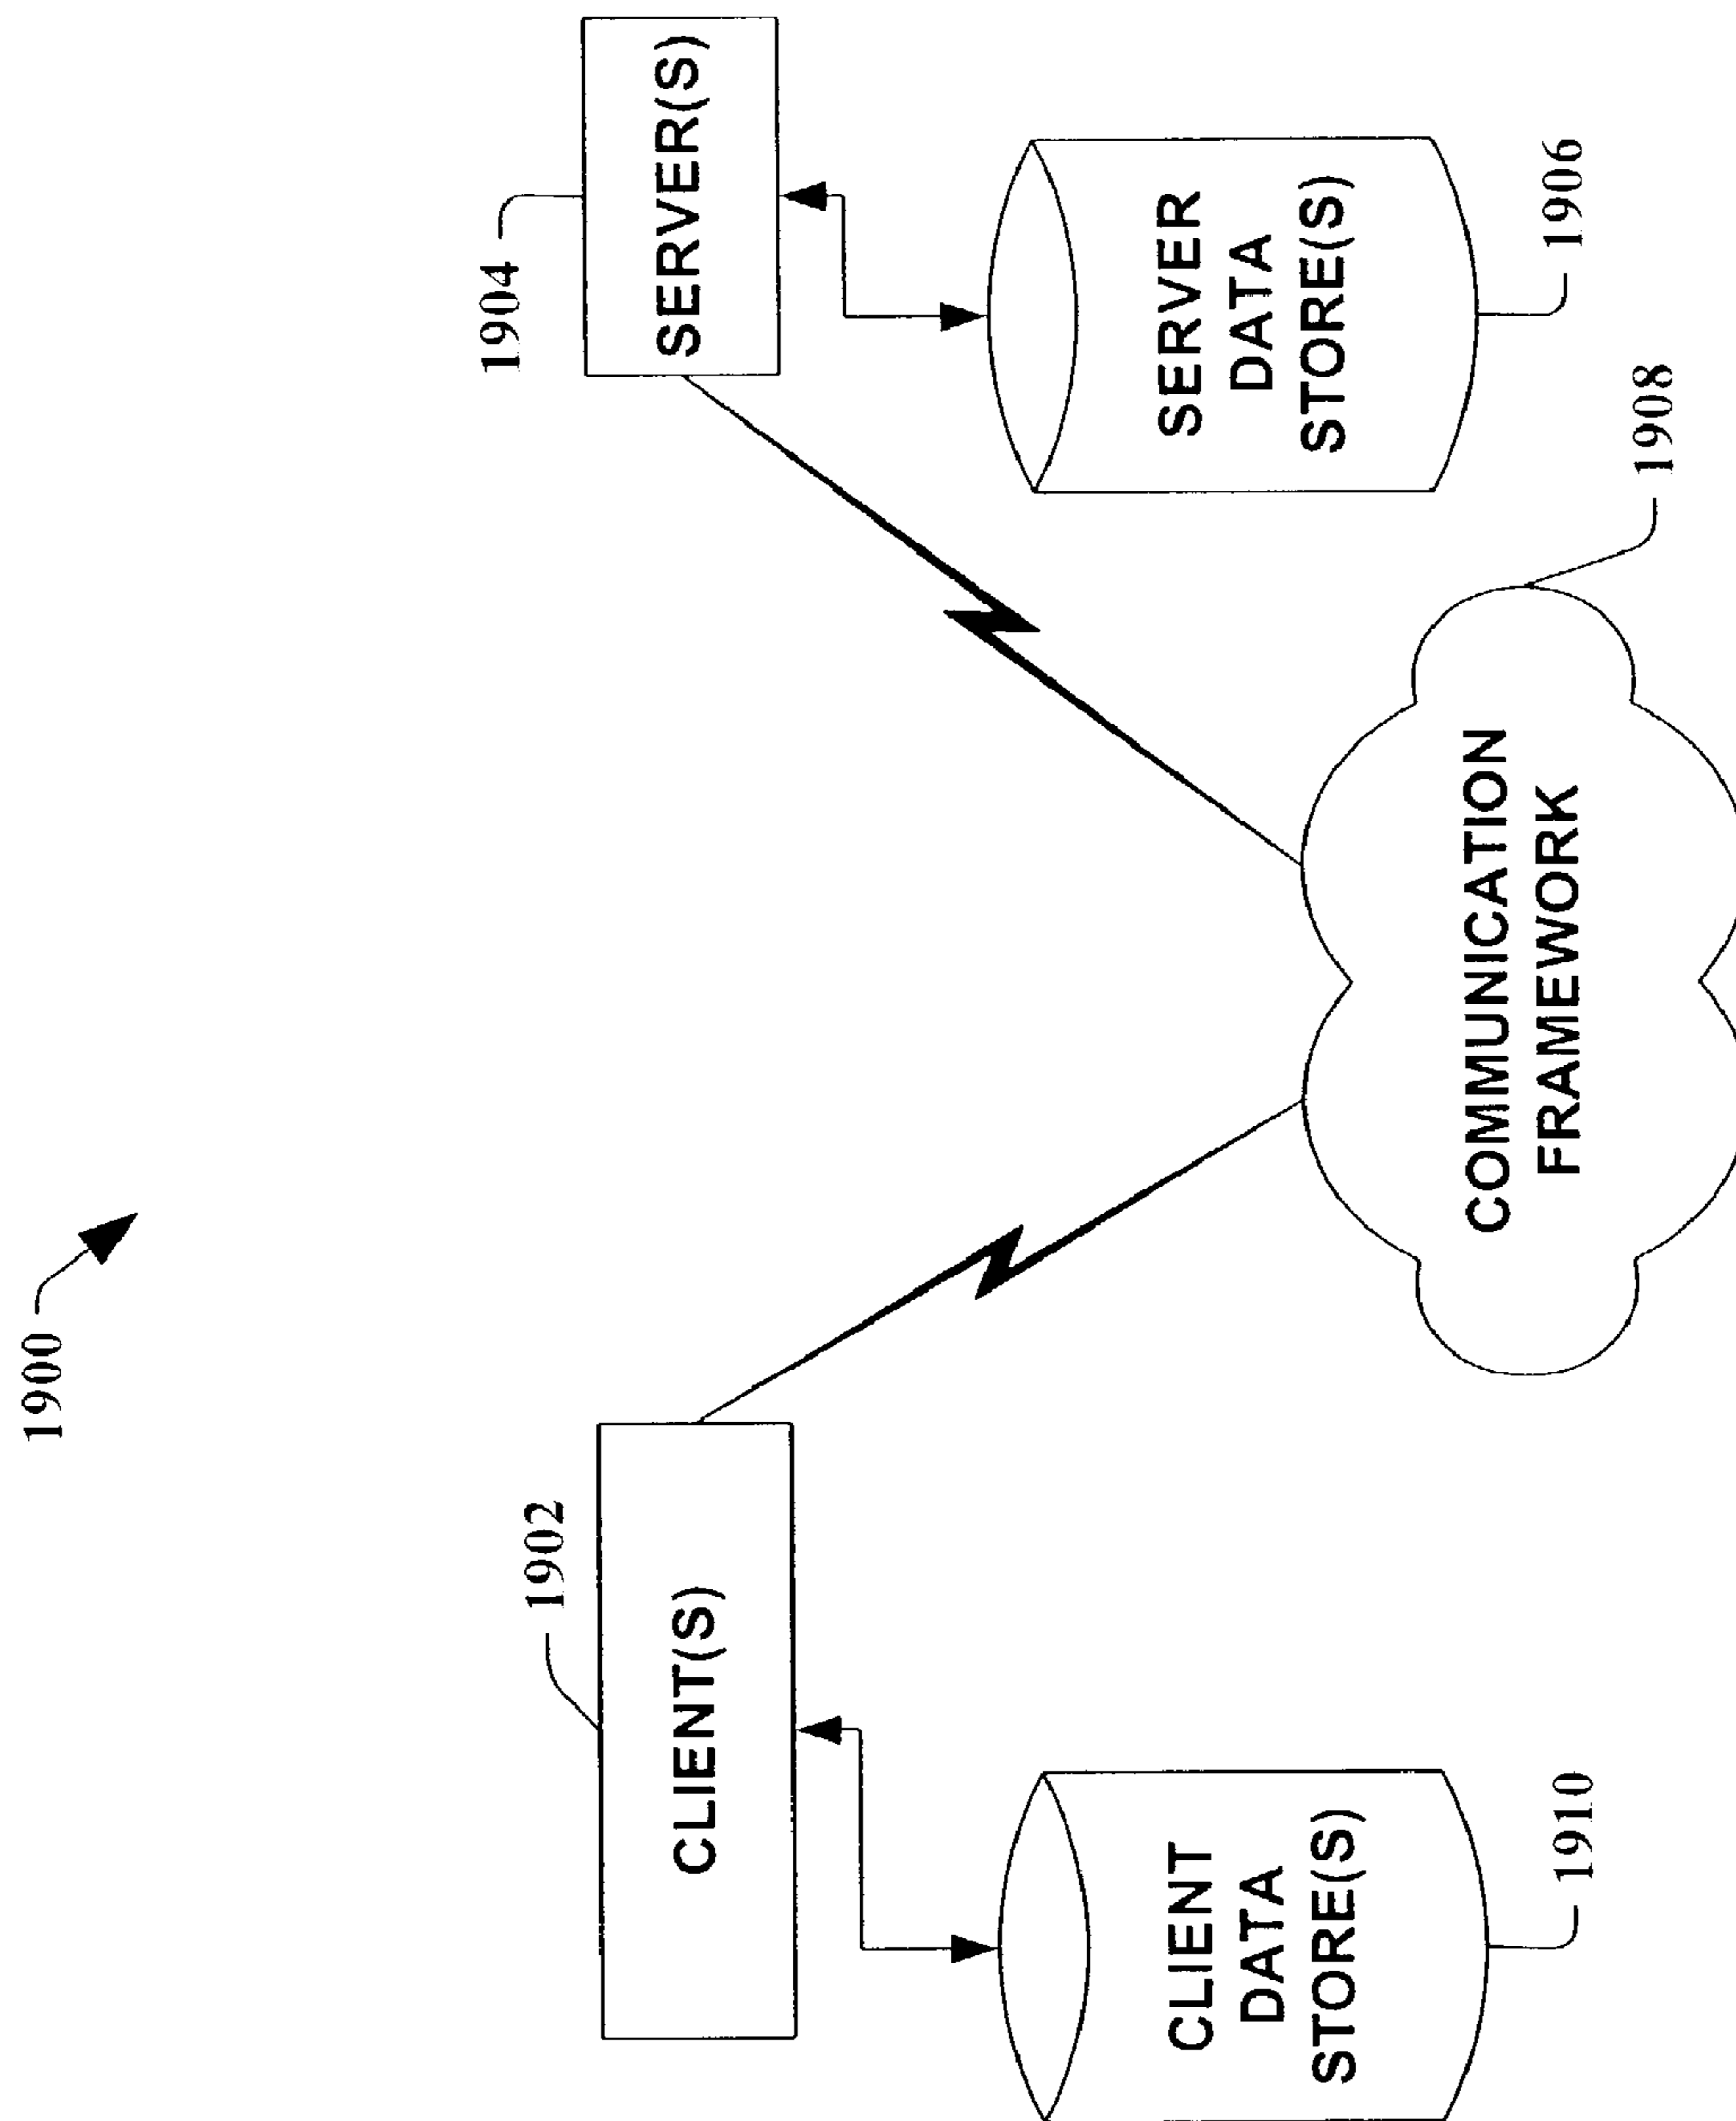 1900
1902
1904
CLIENT(S)
SERVER(S)
CLIENT
DATA
STORE(S)
SERVER
DATA
STORE(S)
COMMUNICATION
FRAMEWORK
1910
1906
1908